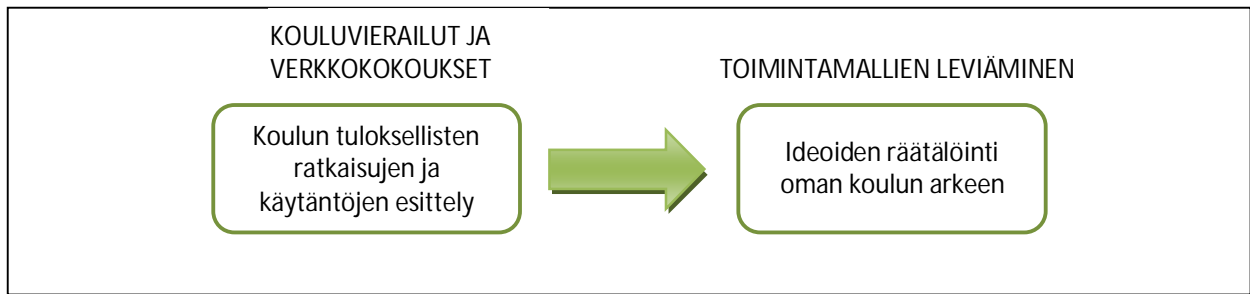 KOULUVIERAILUT JA
VERKKOKOKOUKSET
Koulun tuloksellisten
ratkaisujen ja
käytäntöjen esittely
TOIMINTAMALLIEN LEVIÄMINEN
Ideoiden räätälöinti
oman koulun arkeen